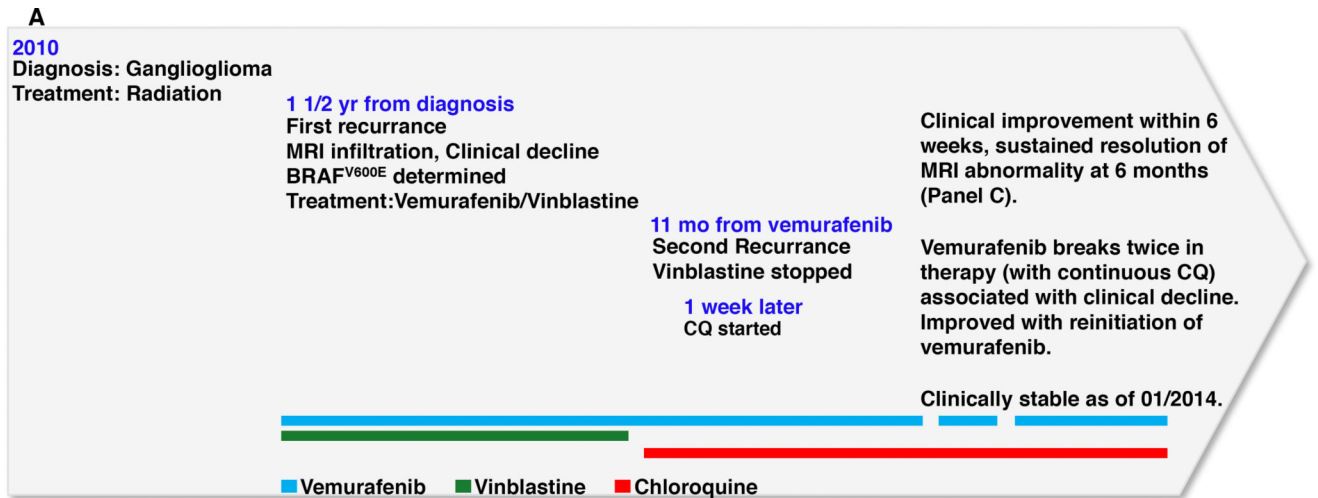 A
2010
Diagnosis: Ganglioglioma
Treatment: Radiation
1 1/2 yr from diagnosis
First recurrance
MRI infiltration, Clinical decline
BRAFV600E determined
Treatment:Vemurafenib/Vinblastine
11 mo from vemurafenib
Second Recurrance
Vinblastine stopped
1 week later
CQ started
Clinical improvement within 6
weeks, sustained resolution of
MRI abnormality at 6 months
(Panel C).
Vemurafenib breaks twice in
therapy (with continuous CQ)
associated with clinical decline.
Improved with reinitiation of
vemurafenib.
Clinically stable as of 01/2014.
Vemurafenib Vinblastine Chloroquine